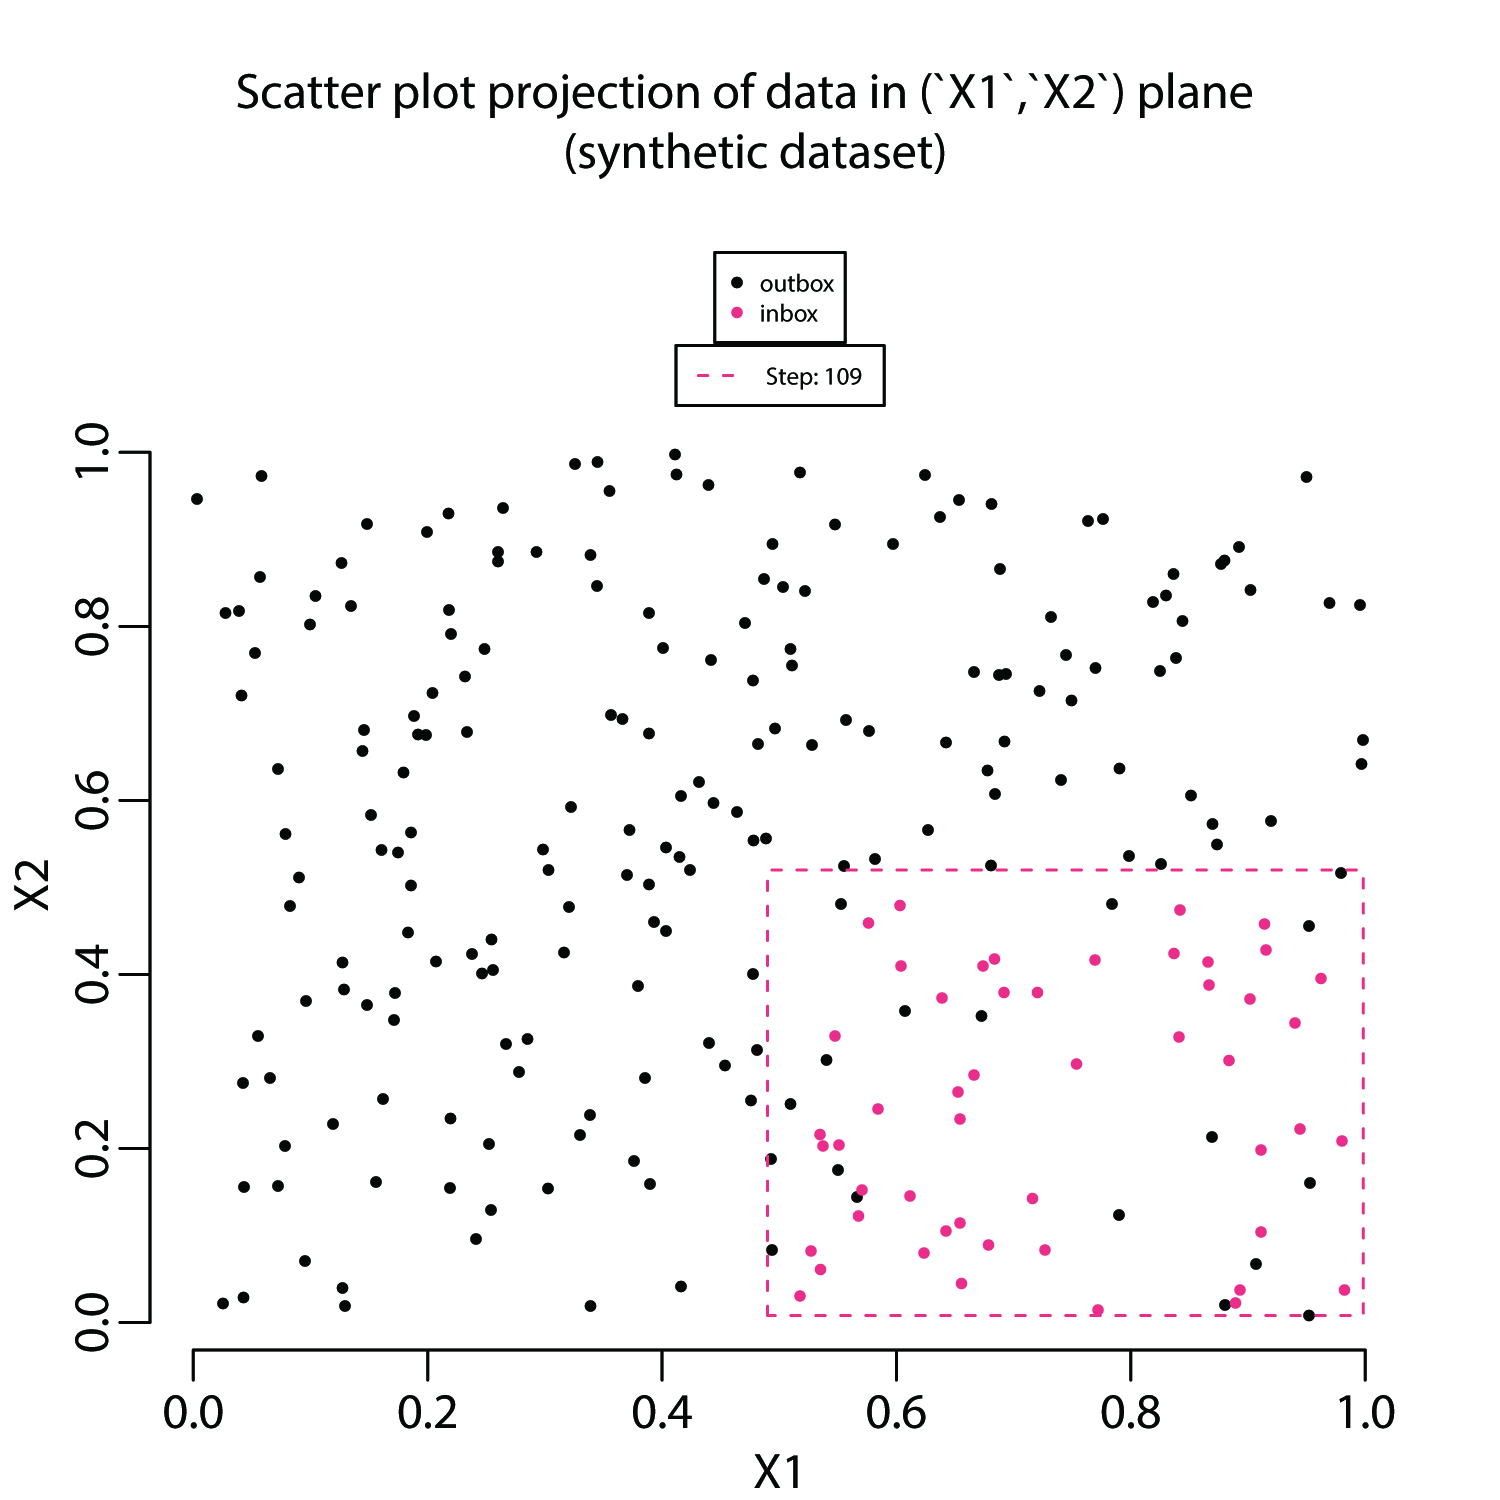 Scatter plot projection of data in (`X1`,`X2`) plane
(synthetic dataset)
outbox
inbox
Step: 109
1.0
0.8
0.6
0.4
0.2
0.0
X2
0.0 0.2 0.4 0.6 0.8 1.0
X1